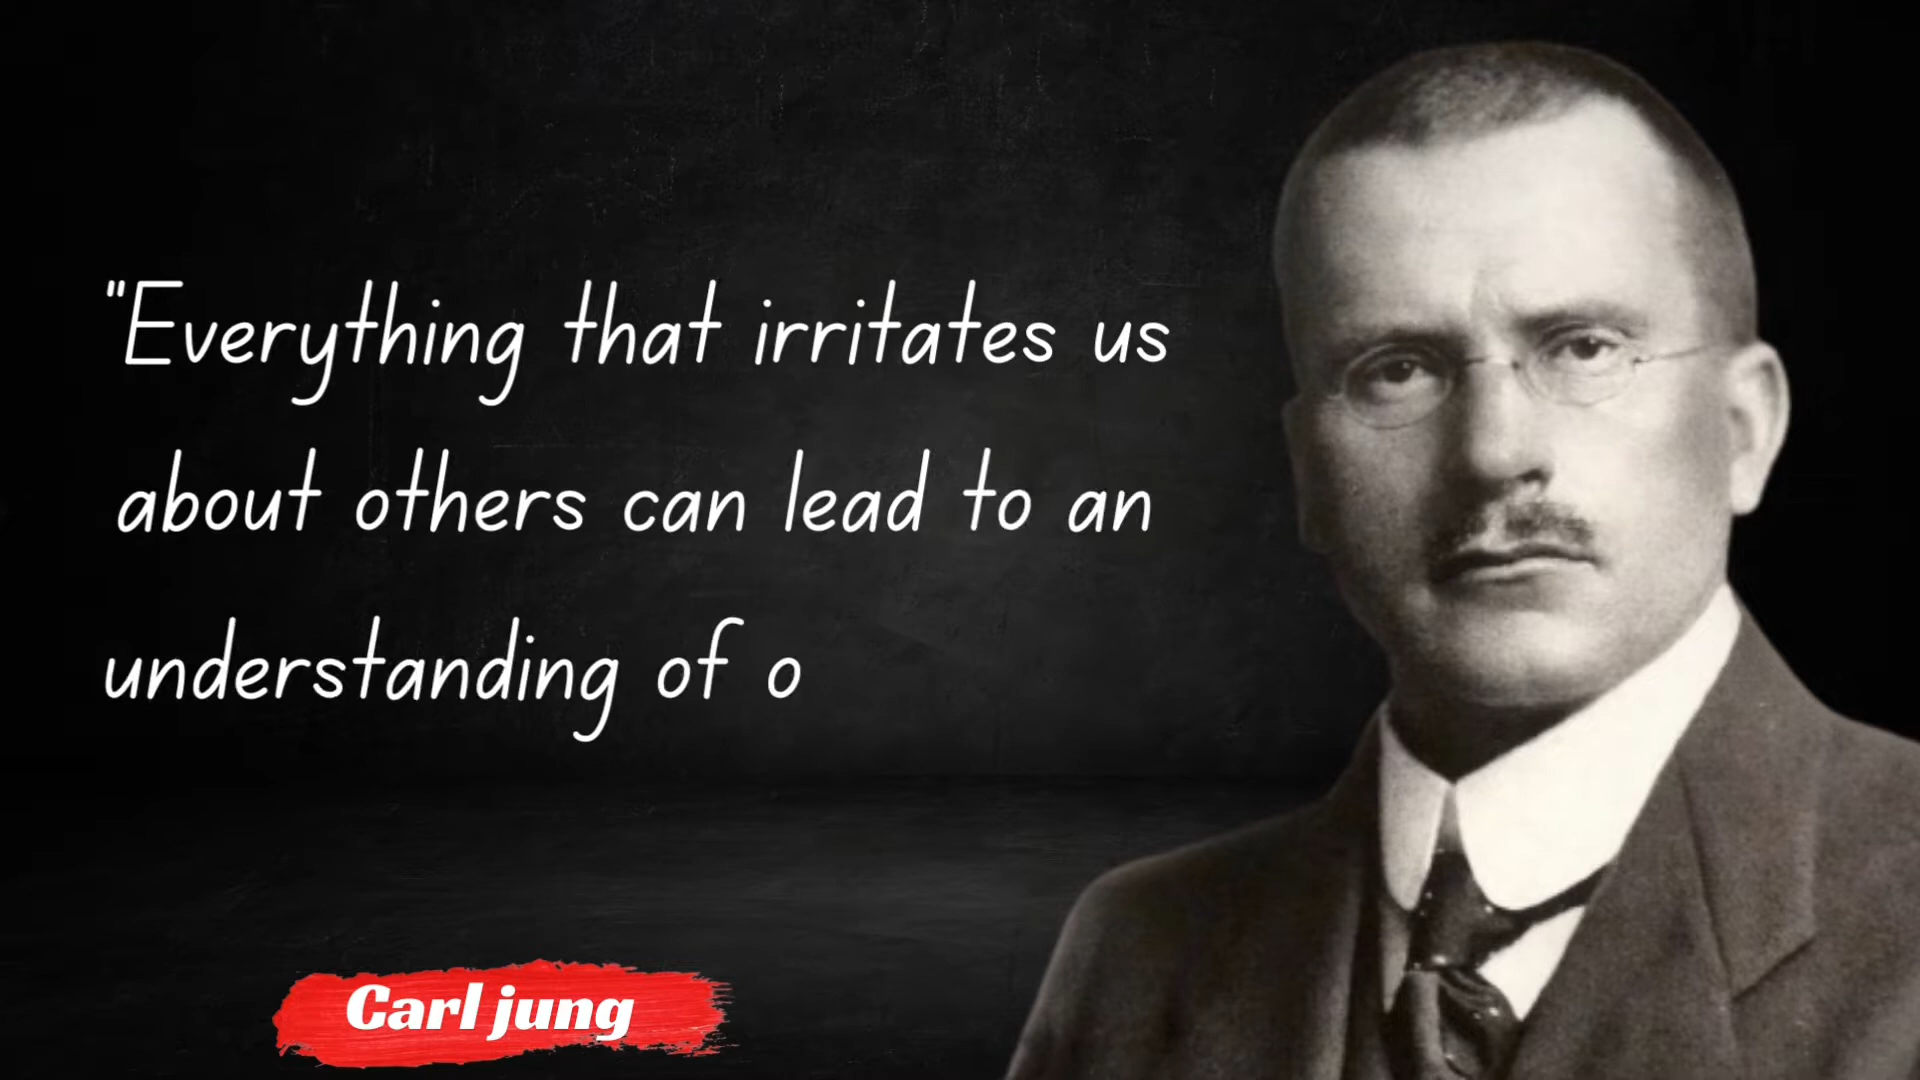 "Everything that irritates us
about others can lead to an
understanding of o
Carl jung